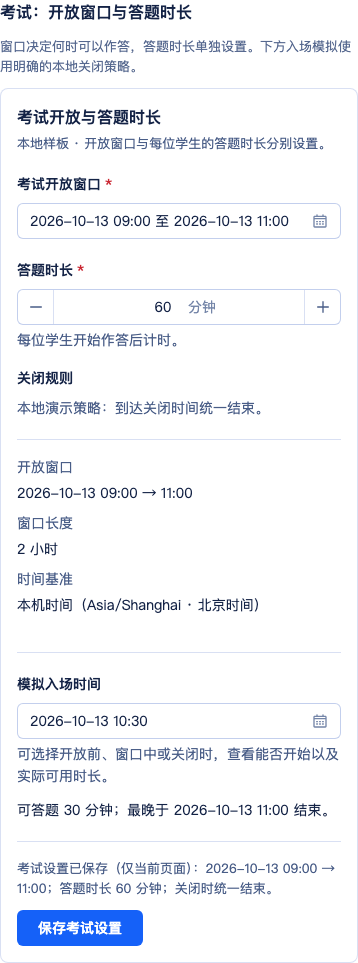 考试：开放窗口与答题时长
窗口决定何时可以作答，答题时长单独设置。下方入场模拟使
用明确的本地关闭策略。
考试开放与答题时长
本地样板 · 开放窗口与每位学生的答题时长分别设置。
考试开放窗口 *
2026-10-13 09:00 至 2026-10-13 11:00
答题时长 *
− 60 分钟 +
每位学生开始作答后计时。
关闭规则
本地演示策略：到达关闭时间统一结束。
开放窗口
2026-10-13 09:00 → 11:00
窗口长度
2 小时
时间基准
本机时间（Asia/Shanghai · 北京时间）
模拟入场时间
2026-10-13 10:30
可选择开放前、窗口中或关闭时，查看能否开始以及
实际可用时长。
可答题 30 分钟；最晚于 2026-10-13 11:00 结束。
考试设置已保存（仅当前页面）：2026-10-13 09:00 →
11:00；答题时长 60 分钟；关闭时统一结束。
保存考试设置